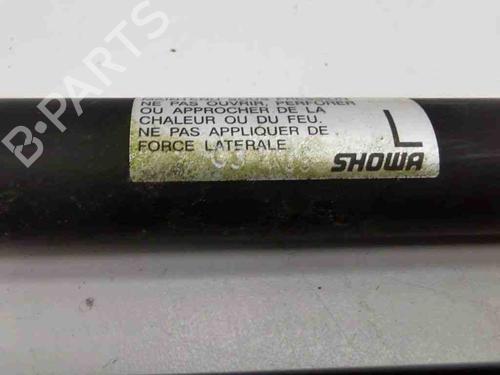 NE PAS OUVRIR, PERFORER
OU APPROCHER DE LA
CHALEUR OU DU FEU.
NE PAS APPLIQUER DE
FORCE LATERALE
L
SHOWA
B-PARTS